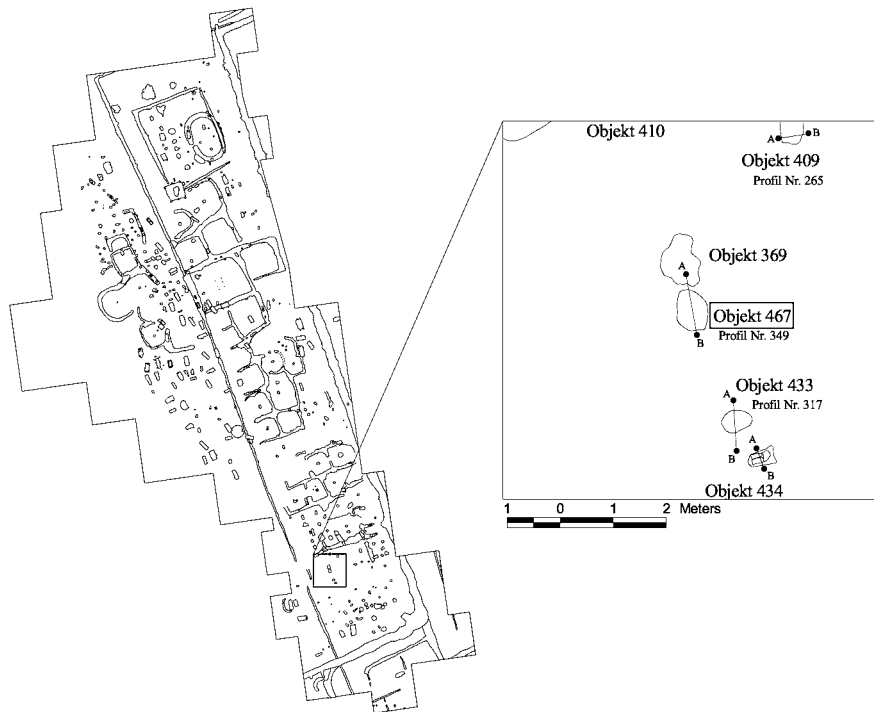 Objekt 410
A
B
Objekt 409
Profil Nr. 265
Objekt 369
A
Objekt 467
Profil Nr. 349
B
Objekt 433
A
Profil Nr. 317
A
B
B
Objekt 434
1 0 1 2 Meters